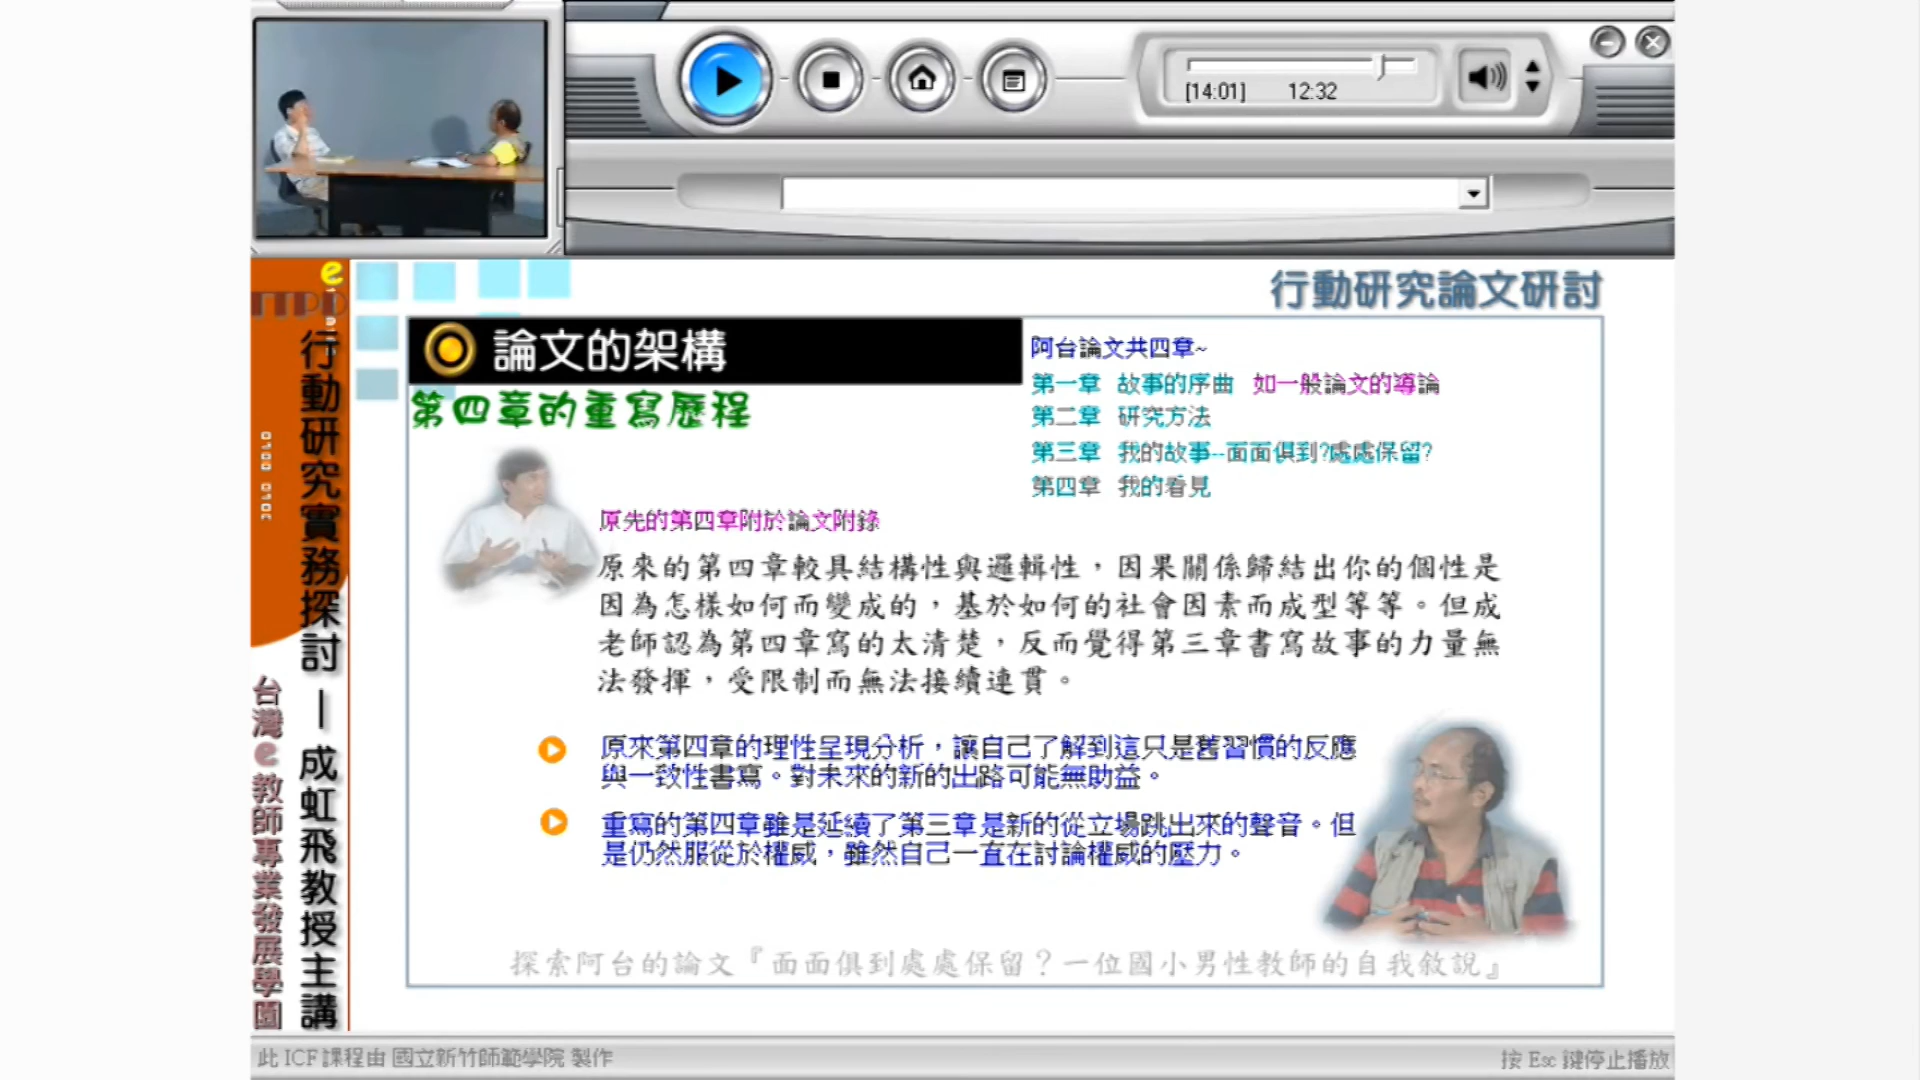 [14:01] 12:32
行動研究論文研討
論文的架構
第四章的重寫歷程
阿台論文共四章~
第一章 故事的序曲 如一般論文的導論
第二章 研究方法
第三章 我的故事--面面俱到?處處保留?
第四章 我的看見
原先的第四章附於論文附錄
原來的第四章較具結構性與邏輯性，因果關係歸結出你的個性是
因為怎樣如何而變成的，基於如何的社會因素而成型等等。但成
老師認為第四章寫的太清楚，反而覺得第三章書寫故事的力量無
法發揮，受限制而無法接續連貫。
原來第四章的理性呈現分析，讓自己了解到這只是舊習慣的反應
與一致性書寫。對未來的新的出路可能無助益。
重寫的第四章雖是延續了第三章是新的從立場跳出來的聲音。但
是仍然服從於權威，雖然自己一直在討論權威的壓力。
探索阿台的論文『面面俱到處處保留？一位國小男性教師的自我敘說』
行動研究實務探討—成虹飛教授主講
台灣e教師專業發展學園
此 ICF 課程由 國立新竹師範學院 製作
按 Esc 鍵停止播放